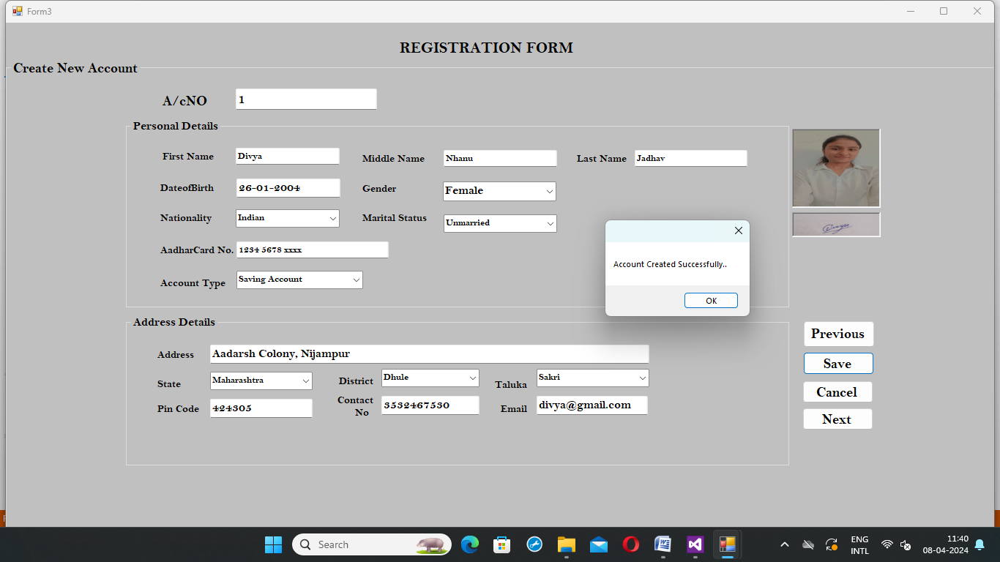 Form3
REGISTRATION FORM
Create New Account
A/cNO 1
Personal Details
First Name Divya Middle Name Nhanu Last Name Jadhav
DateofBirth 26-01-2004 Gender Female
Nationality Indian Marital Status Unmarried
AadharCard No. 1234 5678 xxxx
Account Type Saving Account
Account Created Successfully..
OK
Address Details
Address Aadarsh Colony, Nijampur
State Maharashtra District Dhule Taluka Sakri
Pin Code 424305 Contact No 3532467530 Email divya@gmail.com
Previous
Save
Cancel
Next
Search
ENG
INTL
11:40
08-04-2024